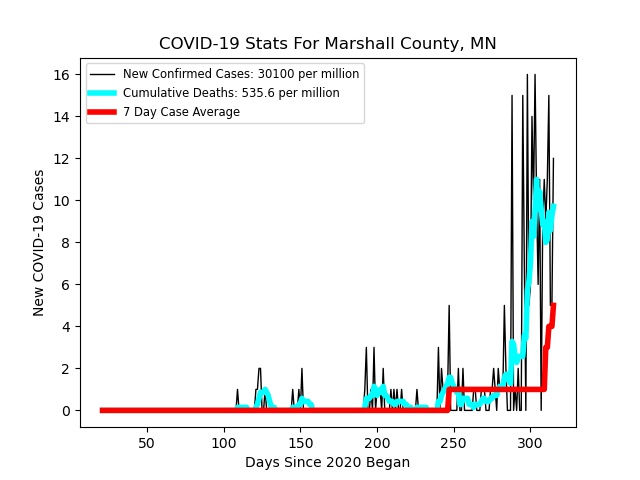 COVID-19 Stats For Marshall County, MN
New Confirmed Cases: 30100 per million
Cumulative Deaths: 535.6 per million
7 Day Case Average
New COVID-19 Cases
16
14
12
10
8
6
4
2
0
50 100 150 200 250 300
Days Since 2020 Began